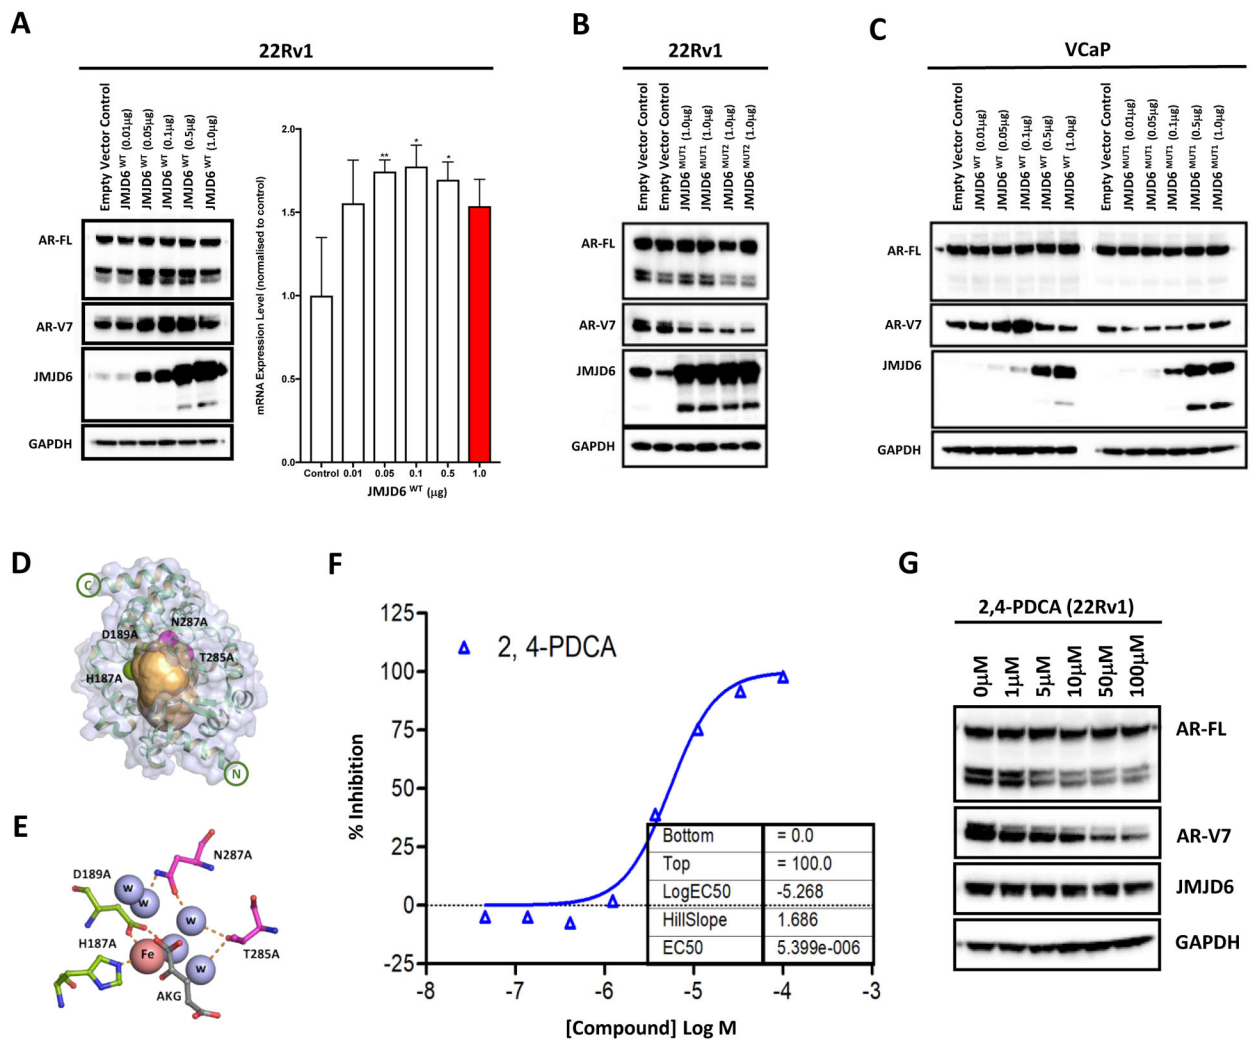 A
22Rv1
Empty Vector Control
JMJD6 WT (0.01µg)
JMJD6 WT (0.05µg)
JMJD6 WT (0.1µg)
JMJD6 WT (0.5µg)
JMJD6 WT (1.0µg)
AR-FL
AR-V7
JMJD6
GAPDH
mRNA Expression Level (normalised to control)
2.0
1.5
1.0
0.5
0.0
**
*
*
Control 0.01 0.05 0.1 0.5 1.0
JMJD6 WT (µg)
B
22Rv1
Empty Vector Control
Empty Vector Control
JMJD6 MUT1 (1.0µg)
JMJD6 MUT1 (1.0µg)
JMJD6 MUT2 (1.0µg)
JMJD6 MUT2 (1.0µg)
AR-FL
AR-V7
JMJD6
GAPDH
C
VCaP
Empty Vector Control
JMJD6 WT (0.01µg)
JMJD6 WT (0.05µg)
JMJD6 WT (0.1µg)
JMJD6 WT (0.5µg)
JMJD6 WT (1.0µg)
Empty Vector Control
JMJD6 MUT1 (0.01µg)
JMJD6 MUT1 (0.05µg)
JMJD6 MUT1 (0.1µg)
JMJD6 MUT1 (0.5µg)
JMJD6 MUT1 (1.0µg)
AR-FL
AR-V7
JMJD6
GAPDH
D
C
N287A
D189A
T285A
H187A
N
E
N287A
D189A
W
W
W
H187A
Fe
T285A
W
AKG
F
% Inhibition
125
100
75
50
25
0
-25
2, 4-PDCA
Bottom = 0.0
Top = 100.0
LogEC50 -5.268
HillSlope 1.686
EC50 5.399e-006
-8 -7 -6 -5 -4 -3
[Compound] Log M
G
2,4-PDCA (22Rv1)
0µM
1µM
5µM
10µM
50µM
100µM
AR-FL
AR-V7
JMJD6
GAPDH